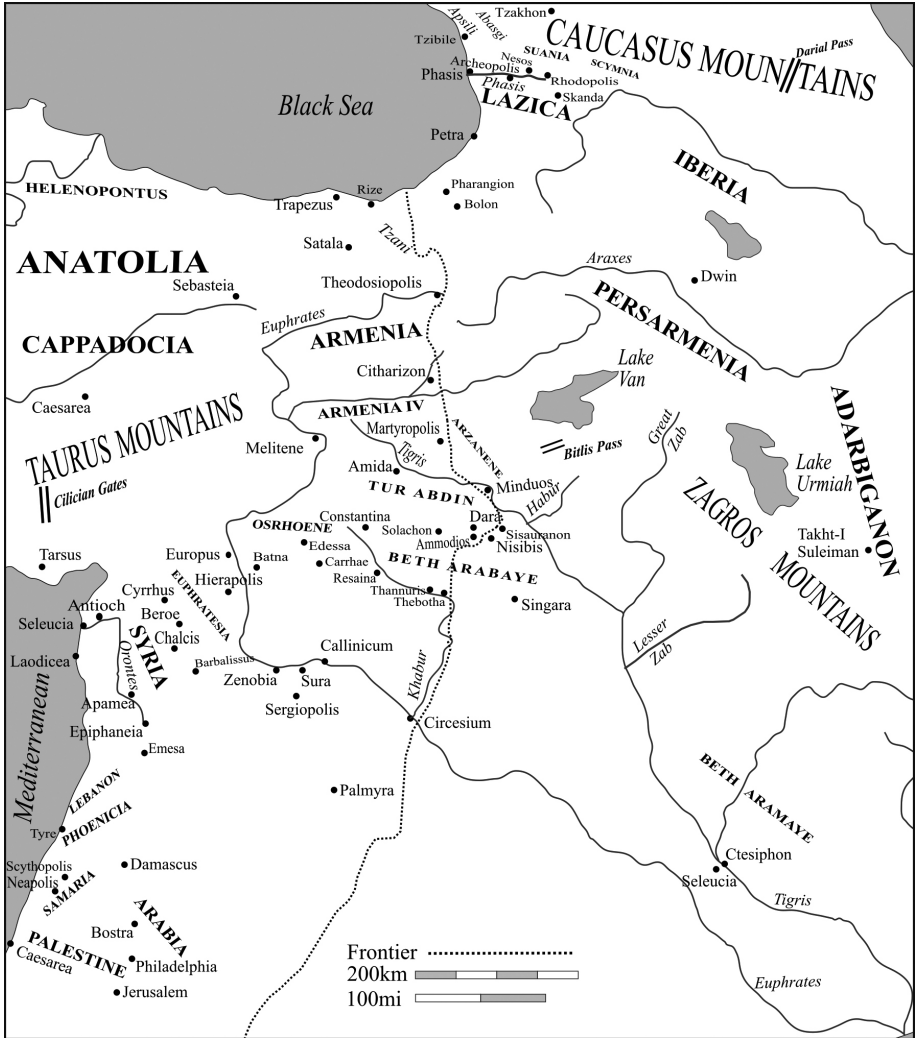 Tzakhon
Apsili
Abasgi
Tzibile
CAUCASUS MOUNTAINS
Darial Pass
SUANIA
Nesos
SCYMNIA
Archeopolis
Phasis
Phasis
Rhodopolis
Skanda
LAZICA
Black Sea
Petra
IBERIA
HELENOPONTUS
Rize
Trapezus
Pharangion
Bolon
Tzani
Satala
ANATOLIA
Araxes
Dwin
Sebasteia
Theodosiopolis
PERSARMENIA
Euphrates
ARMENIA
CAPPADOCIA
Lake
Van
Citharizon
Caesarea
ADARBIGANON
ARMENIA IV
TAURUS MOUNTAINS
Martyropolis
ARZANENE
Great
Zab
Melitene
Bitlis Pass
Tigris
Lake
Urmiah
Amida
Cilician Gates
Minduos
TUR ABDIN
Habur
ZAGROS
MOUNTAINS
Constantina
Dara
OSRHOENE
Solachon
Sisauranon
Ammodios
Nisibis
Takht-I
Suleiman
Edessa
Tarsus
Europus
Batna
Carrhae
BETH ARABAYE
Resaina
Hierapolis
EUPHRATESIA
Cyrrhus
Thannuris
Thebotha
Singara
Antioch
Beroe
Seleucia
SYRIA
Chalcis
Lesser
Zab
Orontes
Laodicea
Barbalissus
Callinicum
Zenobia
Sura
Khabur
Sergiopolis
Apamea
Epiphaneia
Circesium
Mediterranean
Emesa
BETH ARAMAYE
LEBANON
Palmyra
PHOENICIA
Tyre
Ctesiphon
Seleucia
Damascus
Scythopolis
Neapolis
SAMARIA
Tigris
ARABIA
Bostra
PALESTINE
Caesarea
Philadelphia
Jerusalem
Euphrates
Frontier
200km
100mi